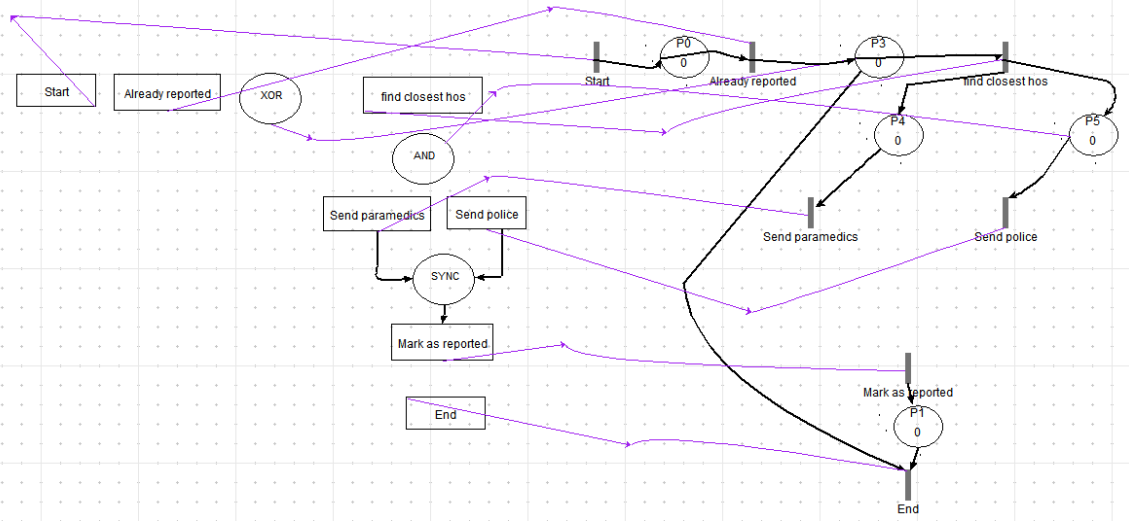 P0
0
P3
0
Start
Already reported
find closest hos
Start
Already reported
XOR
find closest hos
P4
0
P5
0
AND
Send paramedics
Send police
Send paramedics
Send police
SYNC
Mark as reported
Mark as reported
P1
0
End
End